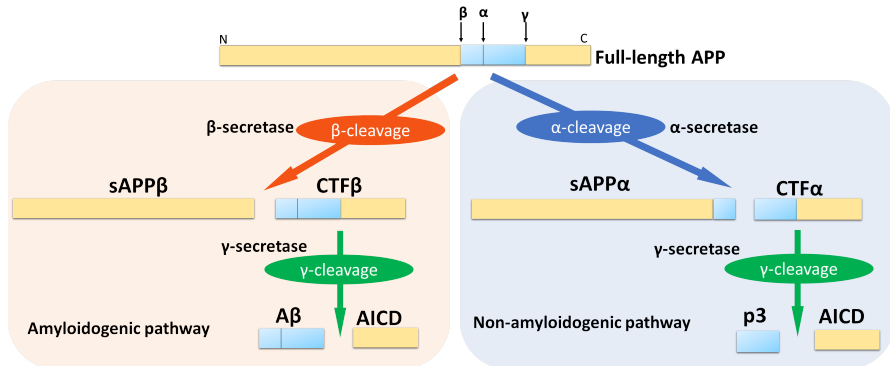 β α γ
N C
Full-length APP
β-secretase β-cleavage
α-cleavage α-secretase
sAPPβ CTFβ
sAPPα CTFα
γ-secretase
γ-cleavage
γ-secretase
γ-cleavage
Aβ AICD
Amyloidogenic pathway
p3 AICD
Non-amyloidogenic pathway